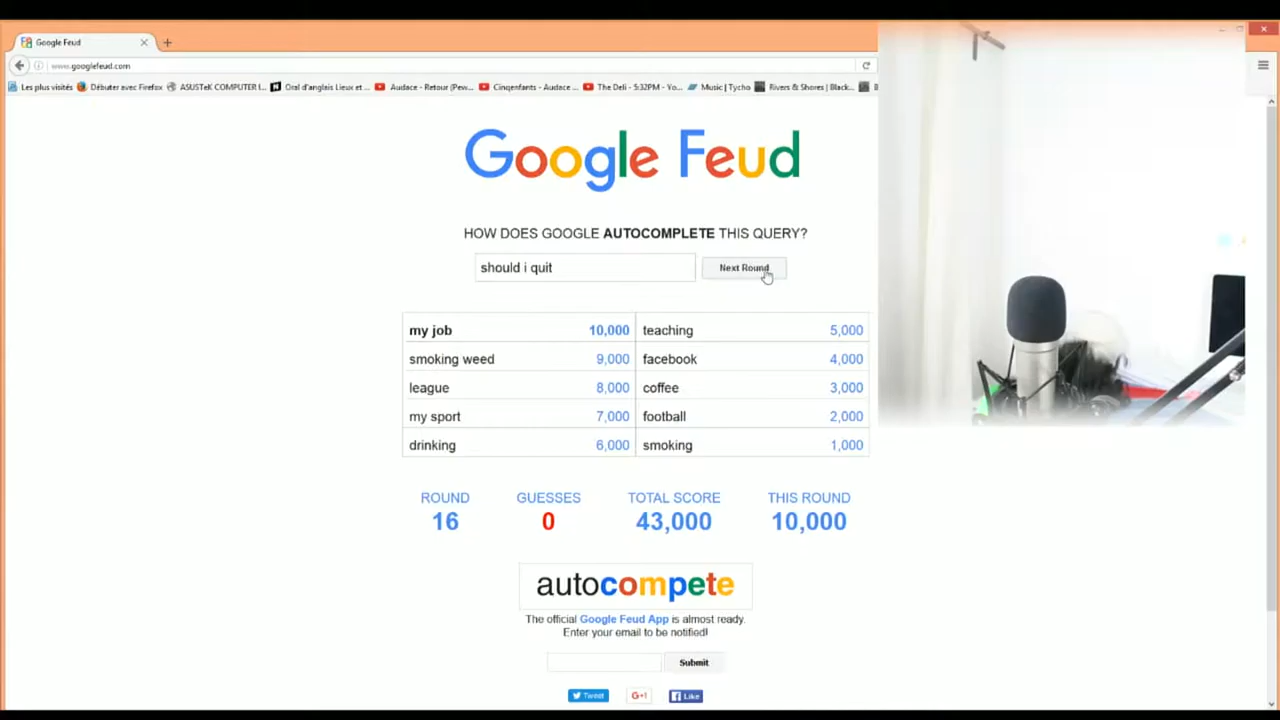 Google Feud
www.googlefeud.com
Les plus visités Débuter avec Firefox ASUSTeK COMPUTER I... Oral d'anglais Lieux et ... Audace - Retour (Pew... Cinqenfants - Audace ... The Deli - 5:32PM - Yo... Music | Tycho Rivers & Shores | Black...
Google Feud
HOW DOES GOOGLE AUTOCOMPLETE THIS QUERY?
should i quit Next Round
my job 10,000 teaching 5,000
smoking weed 9,000 facebook 4,000
league 8,000 coffee 3,000
my sport 7,000 football 2,000
drinking 6,000 smoking 1,000
ROUND GUESSES TOTAL SCORE THIS ROUND
16 0 43,000 10,000
autocompete
The official Google Feud App is almost ready.
Enter your email to be notified!
Submit
Tweet G+1 Like